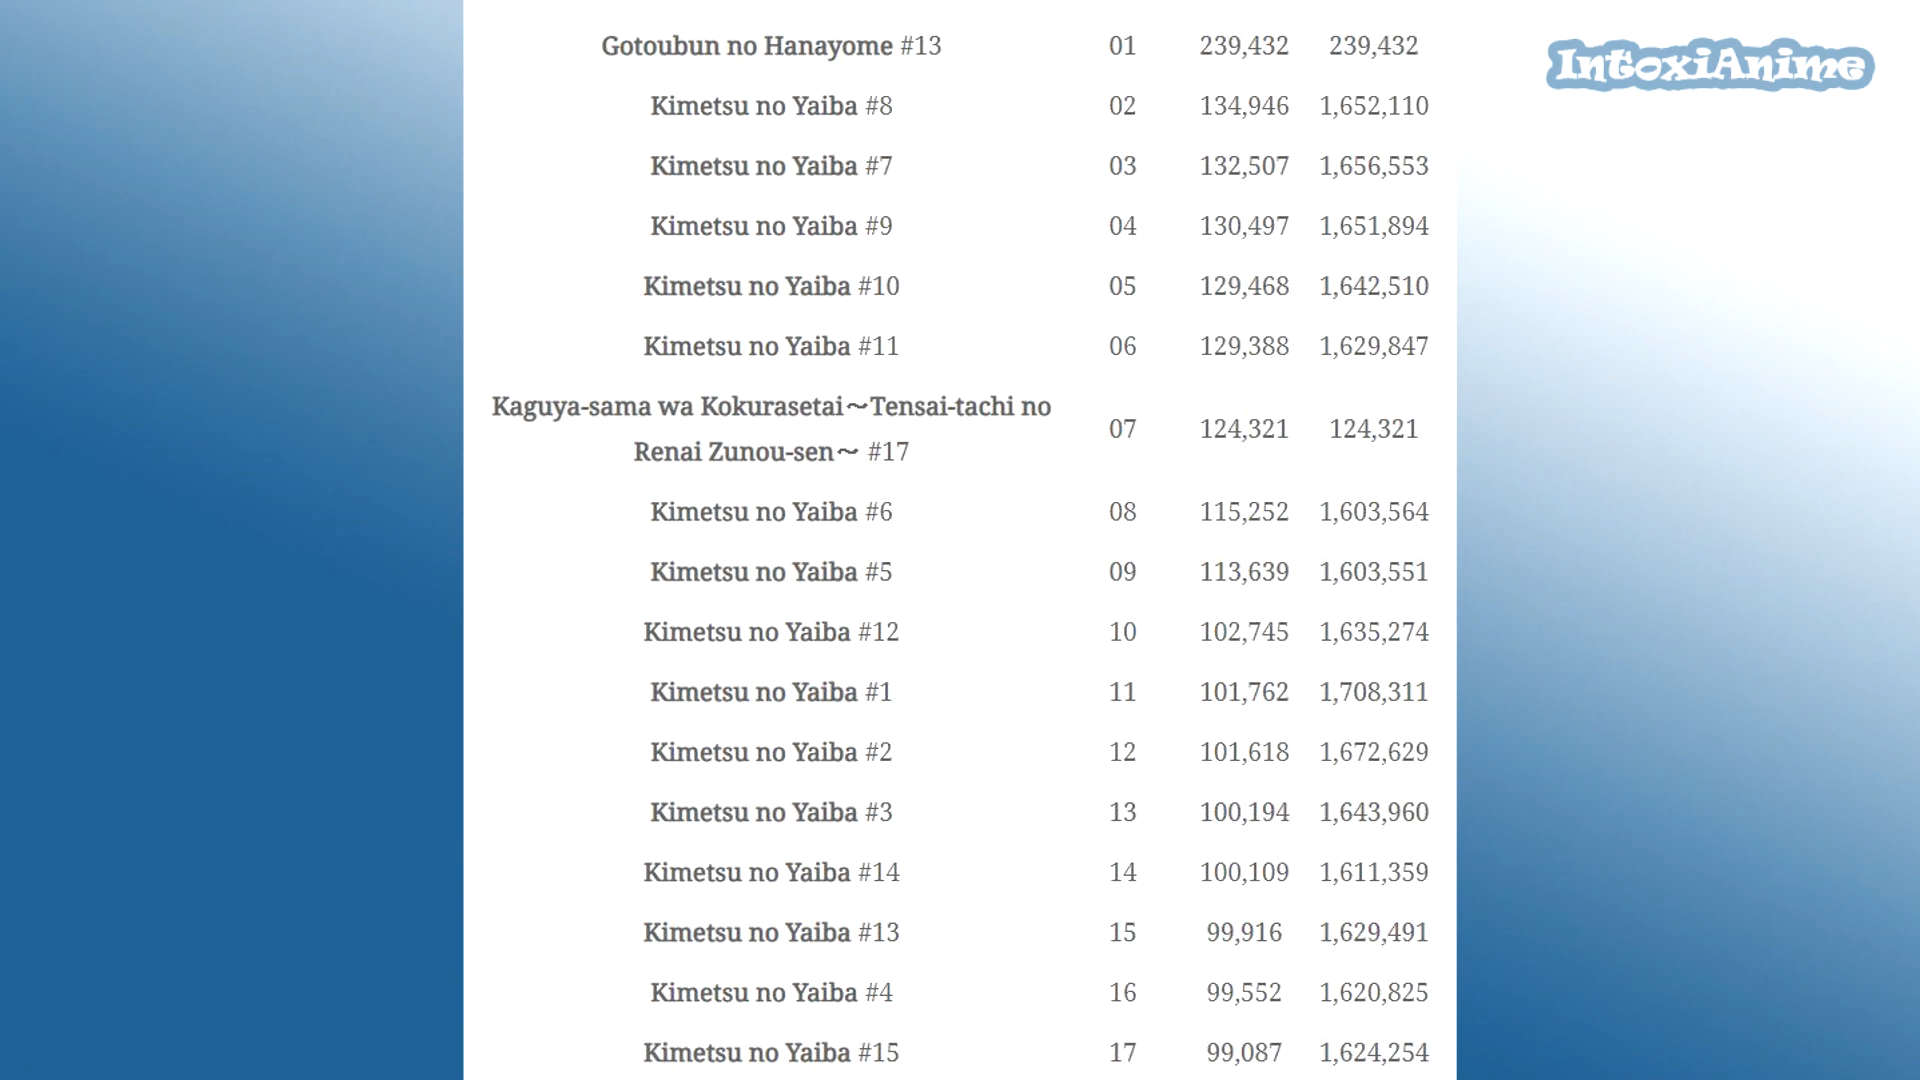 IntoxiAnime
Gotoubun no Hanayome #13 01 239,432 239,432
Kimetsu no Yaiba #8 02 134,946 1,652,110
Kimetsu no Yaiba #7 03 132,507 1,656,553
Kimetsu no Yaiba #9 04 130,497 1,651,894
Kimetsu no Yaiba #10 05 129,468 1,642,510
Kimetsu no Yaiba #11 06 129,388 1,629,847
Kaguya-sama wa Kokurasetai〜Tensai-tachi no
Renai Zunou-sen〜 #17 07 124,321 124,321
Kimetsu no Yaiba #6 08 115,252 1,603,564
Kimetsu no Yaiba #5 09 113,639 1,603,551
Kimetsu no Yaiba #12 10 102,745 1,635,274
Kimetsu no Yaiba #1 11 101,762 1,708,311
Kimetsu no Yaiba #2 12 101,618 1,672,629
Kimetsu no Yaiba #3 13 100,194 1,643,960
Kimetsu no Yaiba #14 14 100,109 1,611,359
Kimetsu no Yaiba #13 15 99,916 1,629,491
Kimetsu no Yaiba #4 16 99,552 1,620,825
Kimetsu no Yaiba #15 17 99,087 1,624,254